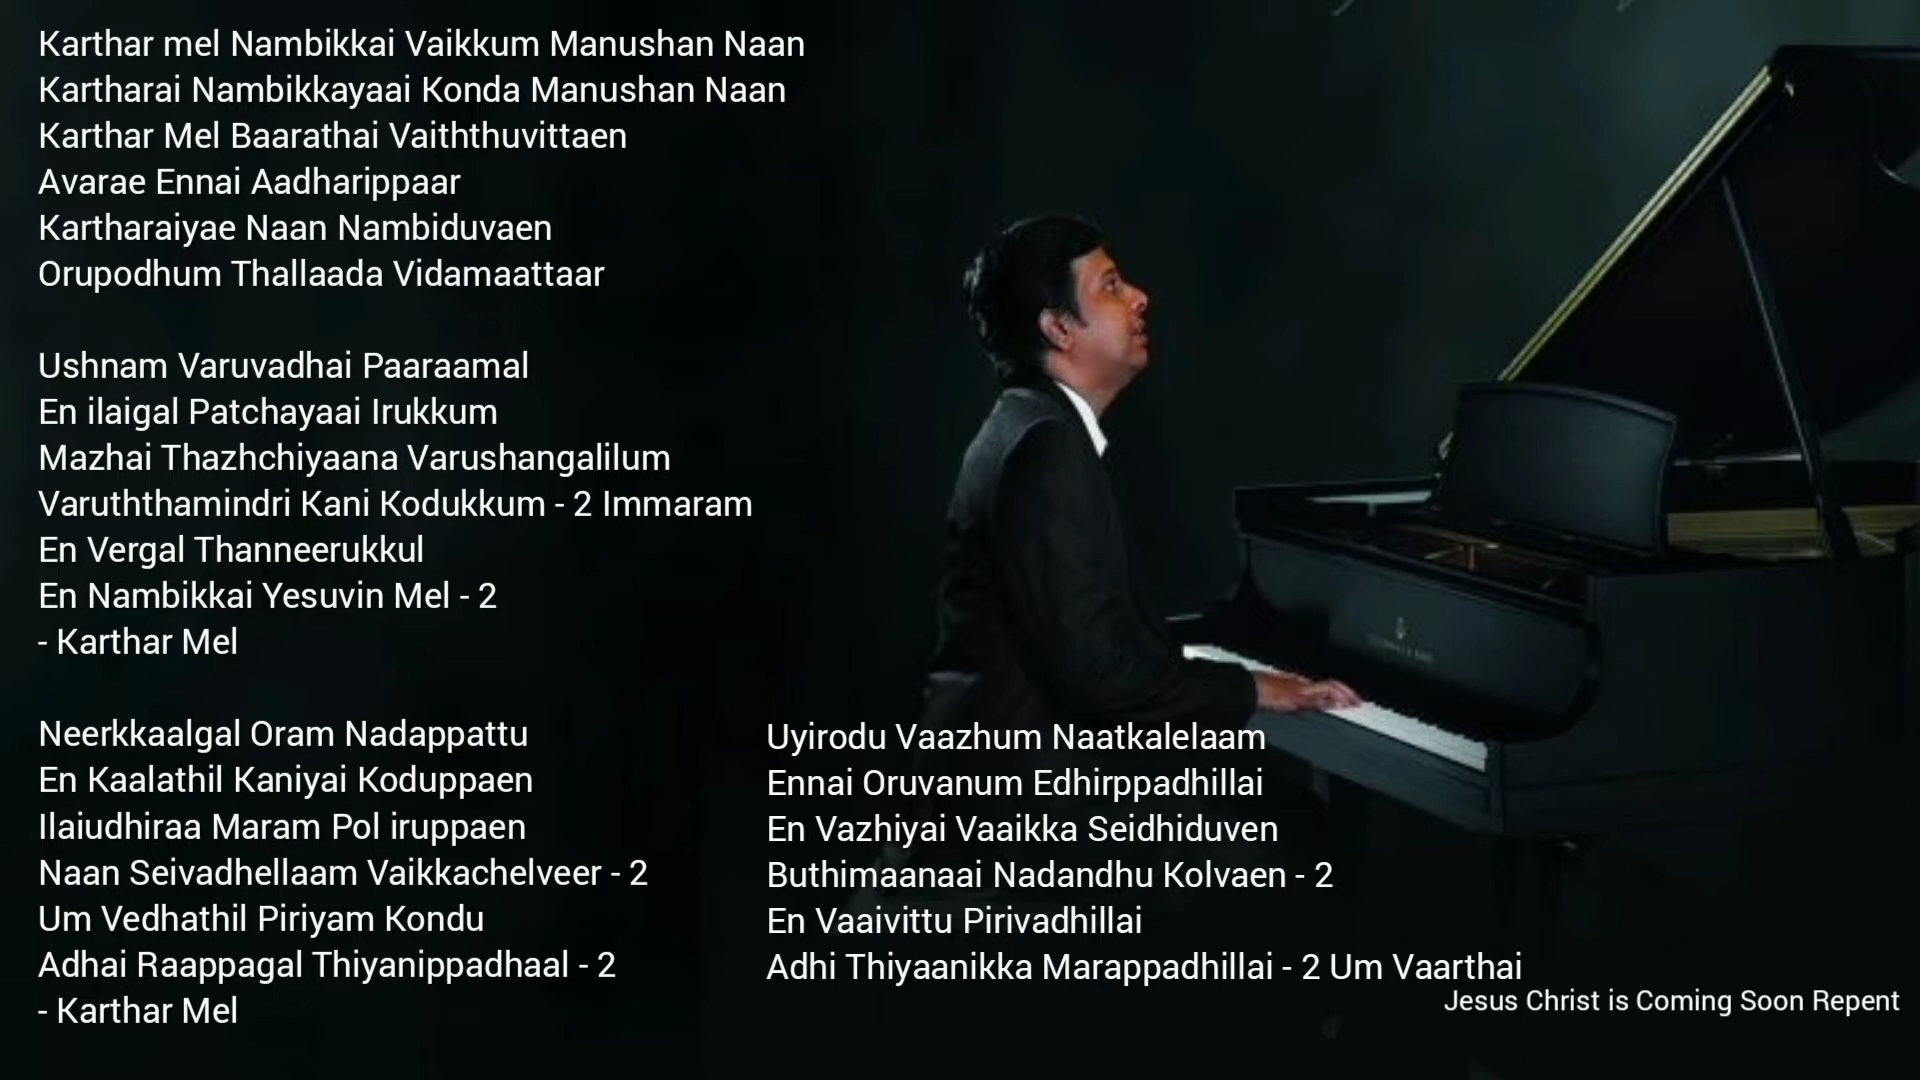 Karthar mel Nambikkai Vaikkum Manushan Naan
Kartharai Nambikkayaai Konda Manushan Naan
Karthar Mel Baarathai Vaiththuvittaen
Avarae Ennai Aadharippaar
Kartharaiyae Naan Nambiduvaen
Orupodhum Thallaada Vidamaattaar

Ushnam Varuvadhai Paaraamal
En ilaigal Patchayaai Irukkum
Mazhai Thazhchiyaana Varushangalilum
Varuththamindri Kani Kodukkum - 2 Immaram
En Vergal Thanneerukkul
En Nambikkai Yesuvin Mel - 2
- Karthar Mel

Neerkkaalgal Oram Nadappattu
En Kaalathil Kaniyai Koduppaen
Ilaiudhiraa Maram Pol iruppaen
Naan Seivadhellaam Vaikkachelveer - 2
Um Vedhathil Piriyam Kondu
Adhai Raappagal Thiyanippadhaal - 2
- Karthar Mel

Uyirodu Vaazhum Naatkalelaam
Ennai Oruvanum Edhirppadhillai
En Vazhiyai Vaaikka Seidhiduven
Buthimaanaai Nadandhu Kolvaen - 2
En Vaaivittu Pirivadhillai
Adhi Thiyaanikka Marappadhillai - 2 Um Vaarthai
Jesus Christ is Coming Soon Repent